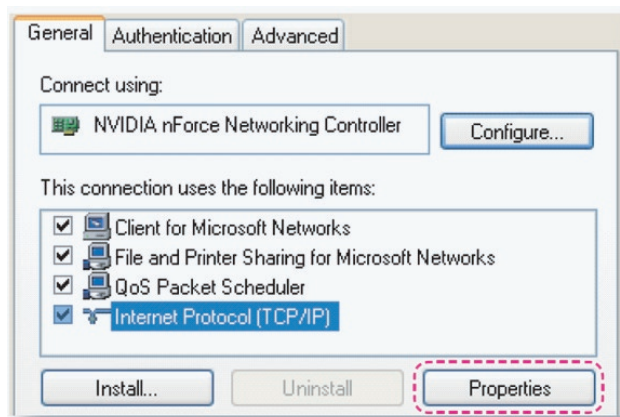 General Authentication Advanced
Connect using:
NVIDIA nForce Networking Controller Configure...
This connection uses the following items:
Client for Microsoft Networks
File and Printer Sharing for Microsoft Networks
QoS Packet Scheduler
Internet Protocol (TCP/IP)
Install... Uninstall Properties